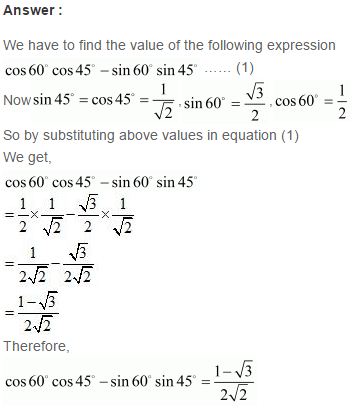 Answer :
We have to find the value of the following expression
cos 60° cos 45° − sin 60° sin 45° ...... (1)
Now sin 45° = cos 45° = 1/√2 , sin 60° = √3/2 , cos 60° = 1/2
So by substituting above values in equation (1)
We get,
cos 60° cos 45° − sin 60° sin 45°
= 1/2 × 1/√2 − √3/2 × 1/√2
= 1/2√2 − √3/2√2
= 1−√3/2√2
Therefore,
cos 60° cos 45° − sin 60° sin 45° = 1−√3/2√2